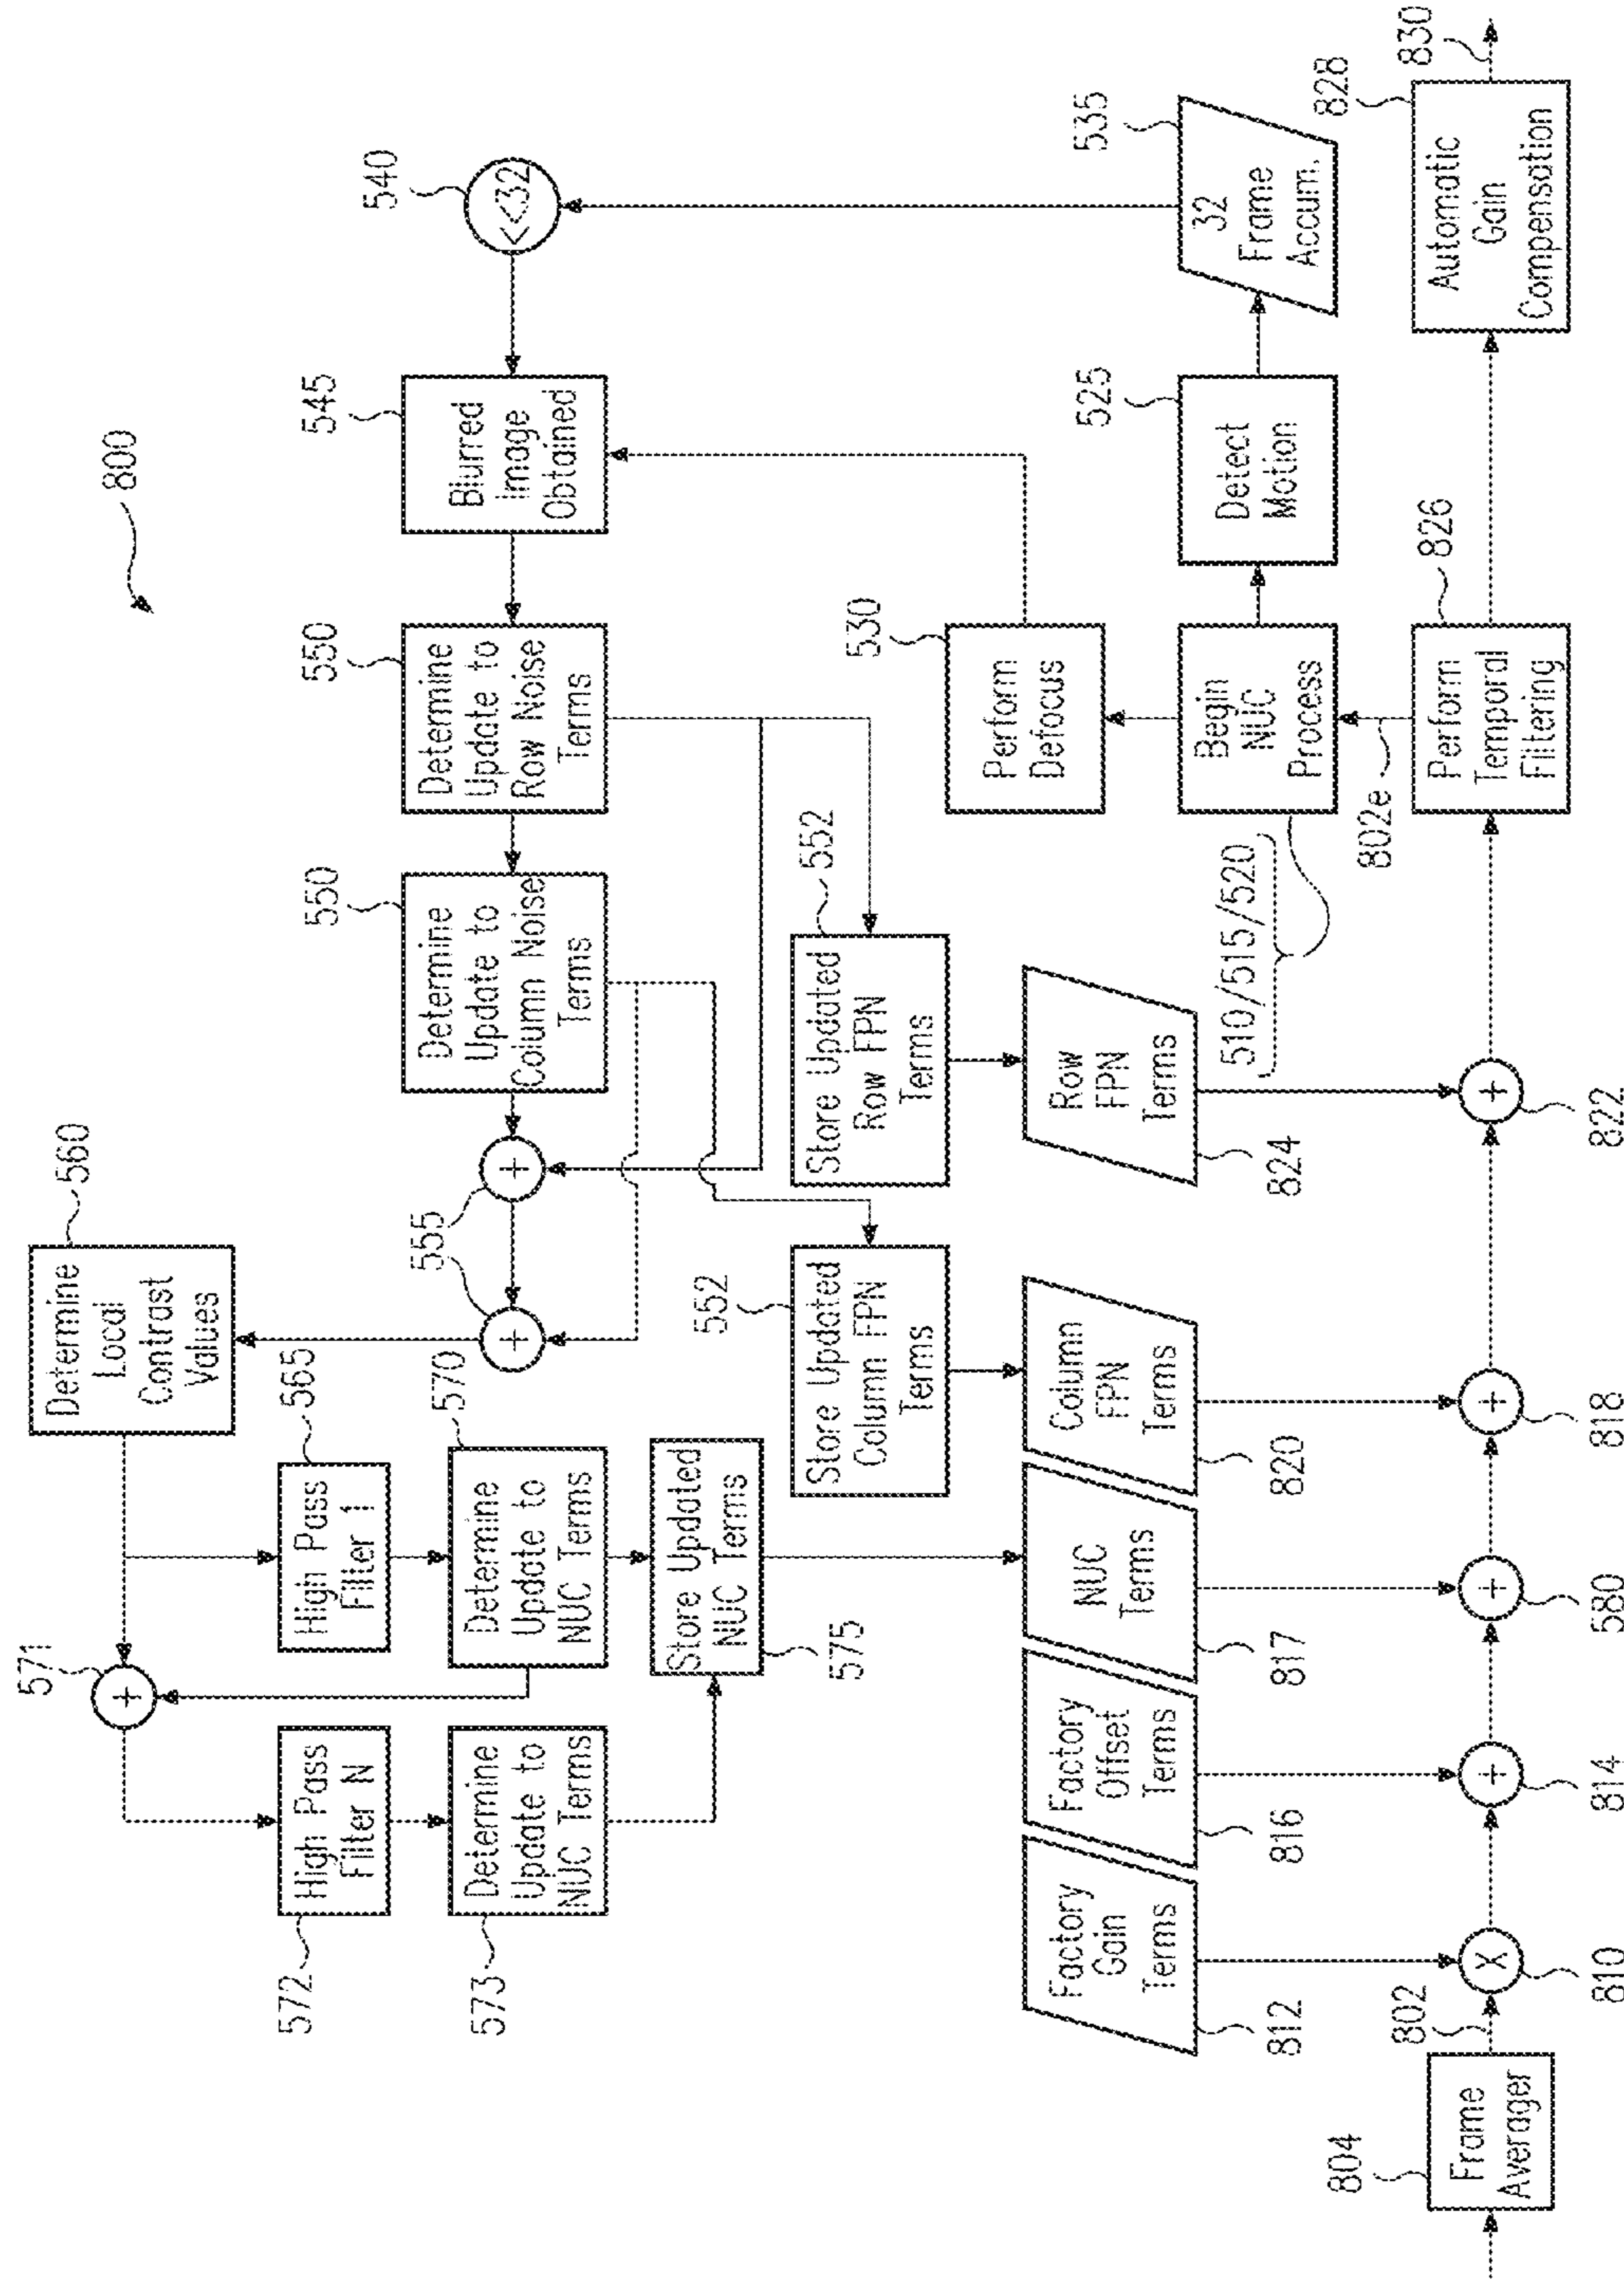 800
560
Determine
Local
Contrast
Values
571
565
High Pass
Filter 1
572
High Pass
Filter N
570
Determine
Update to
NUC Terms
573
Determine
Update to
NUC Terms
Store Updated
NUC Terms
575
555
550
Determine
Update to
Column Noise
Terms
550
Determine
Update to
Row Noise
Terms
545
Blurred
Image
Obtained
540
<<32
552
Store Updated
Column FPN
Terms
552
Store Updated
Row FPN
Terms
530
Perform
Defocus
510/515/520
Begin
NUC
Process
525
Detect
Motion
535
32
Frame
Accum.
Factory
Gain
Terms
812
Factory
Offset
Terms
816
NUC
Terms
817
Column
FPN
Terms
820
Row
FPN
Terms
824
804
Frame
Averager
802
X
810
+
814
+
580
+
818
+
822
802e
826
Perform
Temporal
Filtering
828
Automatic
Gain
Compensation
830
+
+
+